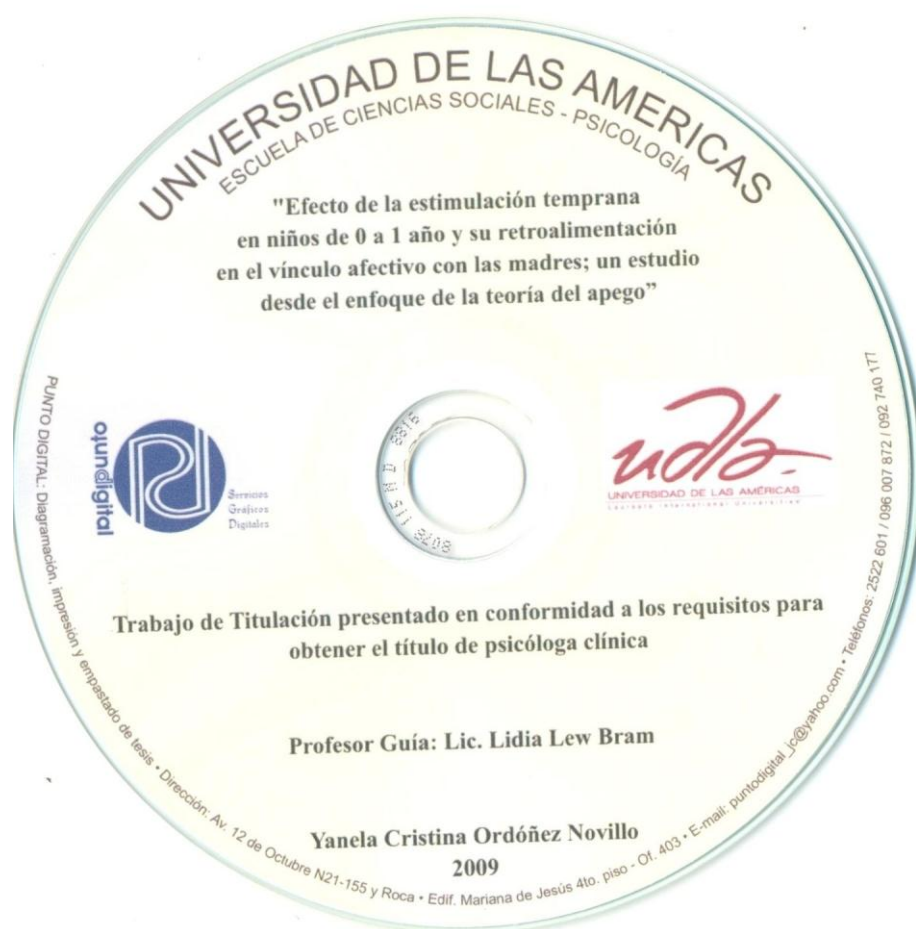 UNIVERSIDAD DE LAS AMERICAS
ESCUELA DE CIENCIAS SOCIALES - PSICOLOGÍA
"Efecto de la estimulación temprana
en niños de 0 a 1 año y su retroalimentación
en el vínculo afectivo con las madres; un estudio
desde el enfoque de la teoría del apego”
puntodigital
Servicios
Gráficos
Digitales
udla-
UNIVERSIDAD DE LAS AMÉRICAS
Laureate International Universities
Trabajo de Titulación presentado en conformidad a los requisitos para
obtener el título de psicóloga clínica
Profesor Guía: Lic. Lidia Lew Bram
Yanela Cristina Ordóñez Novillo
2009
PUNTO DIGITAL: Diagramación, impresión y empastado de tesis • Dirección: Av. 12 de Octubre N21-155 y Roca • Edif. Mariana de Jesús 4to. piso - Of. 403 • E-mail: puntodigital_jc@yahoo.com • Teléfonos: 2522 601 / 096 007 872 / 092 740 177